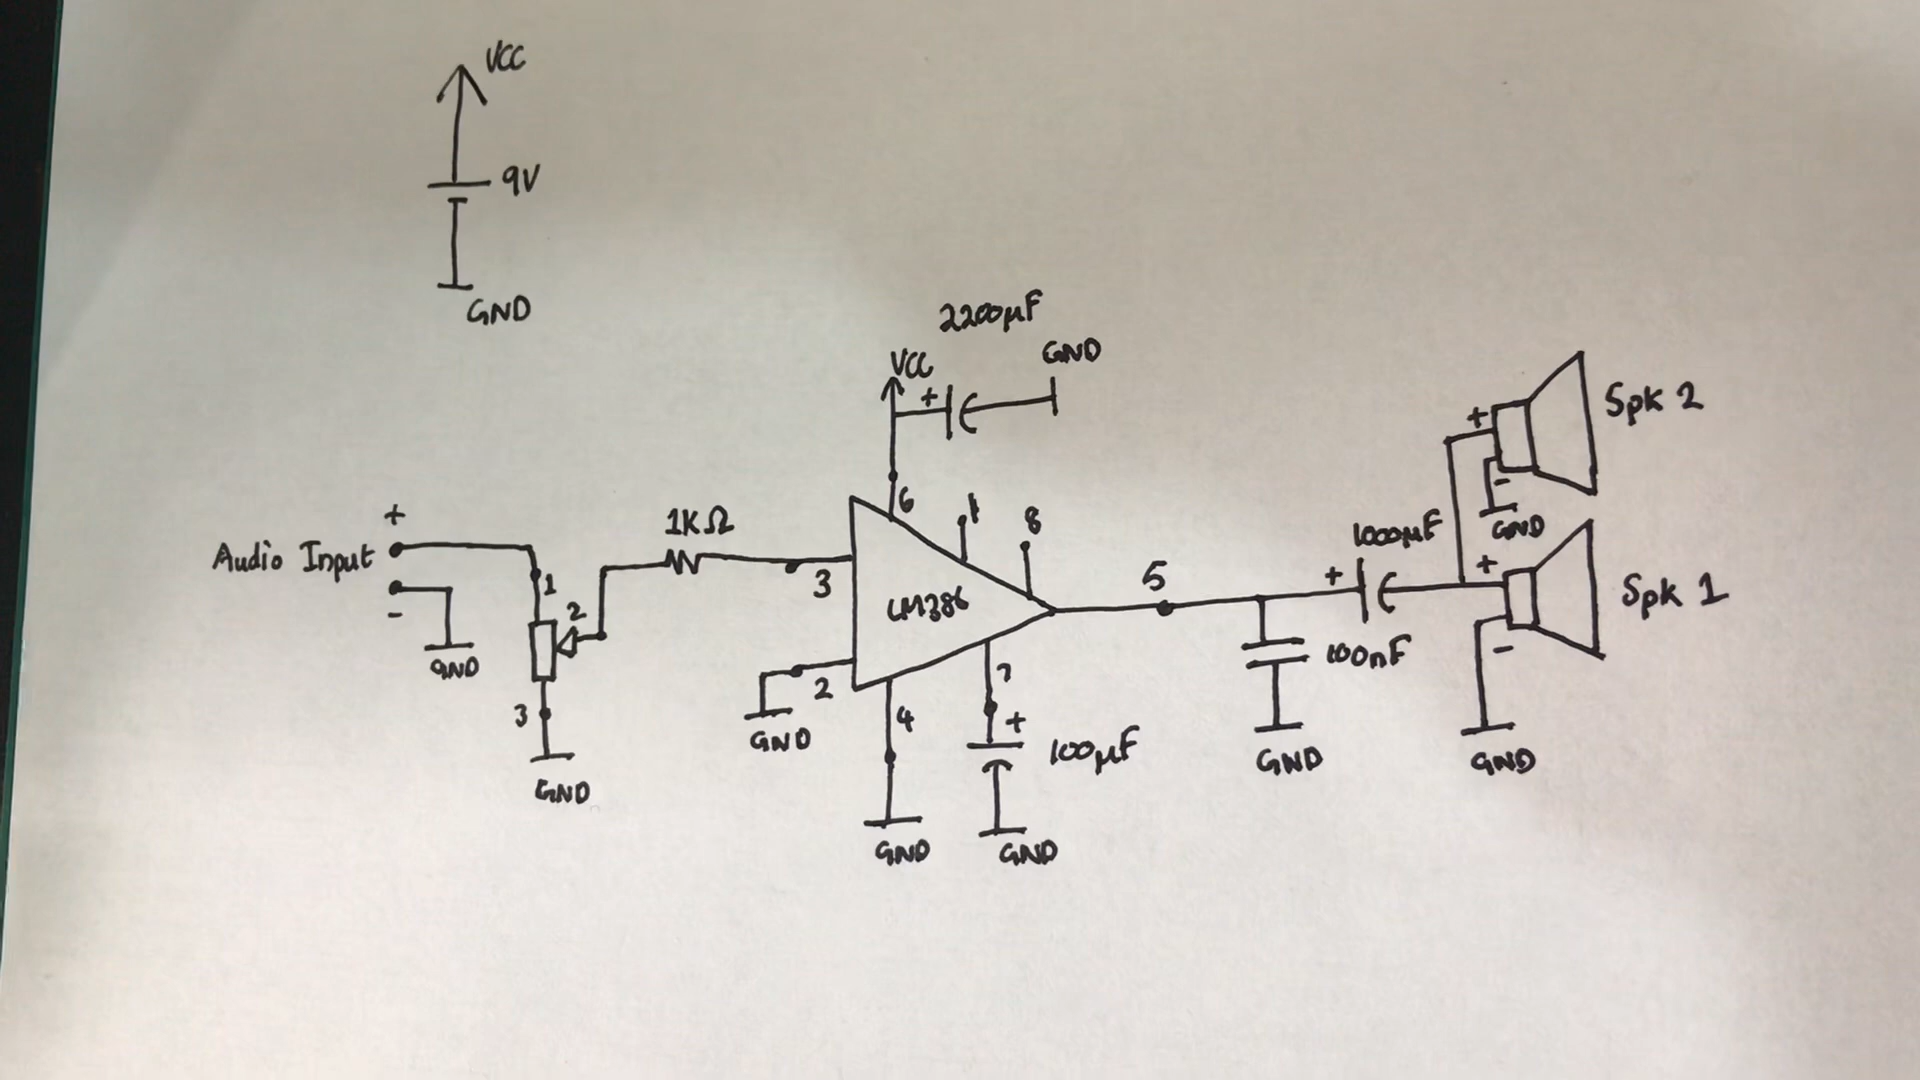 VCC
9V
GND
2200µF
VCC
+
GND
Spk 2
+
-
GND
6
1
8
+
Audio Input
-
GND
1
2
3
GND
1KΩ
3
LM386
2
GND
4
GND
7
+
100µF
GND
5
100nF
GND
1000µF
+
+
Spk 1
-
GND